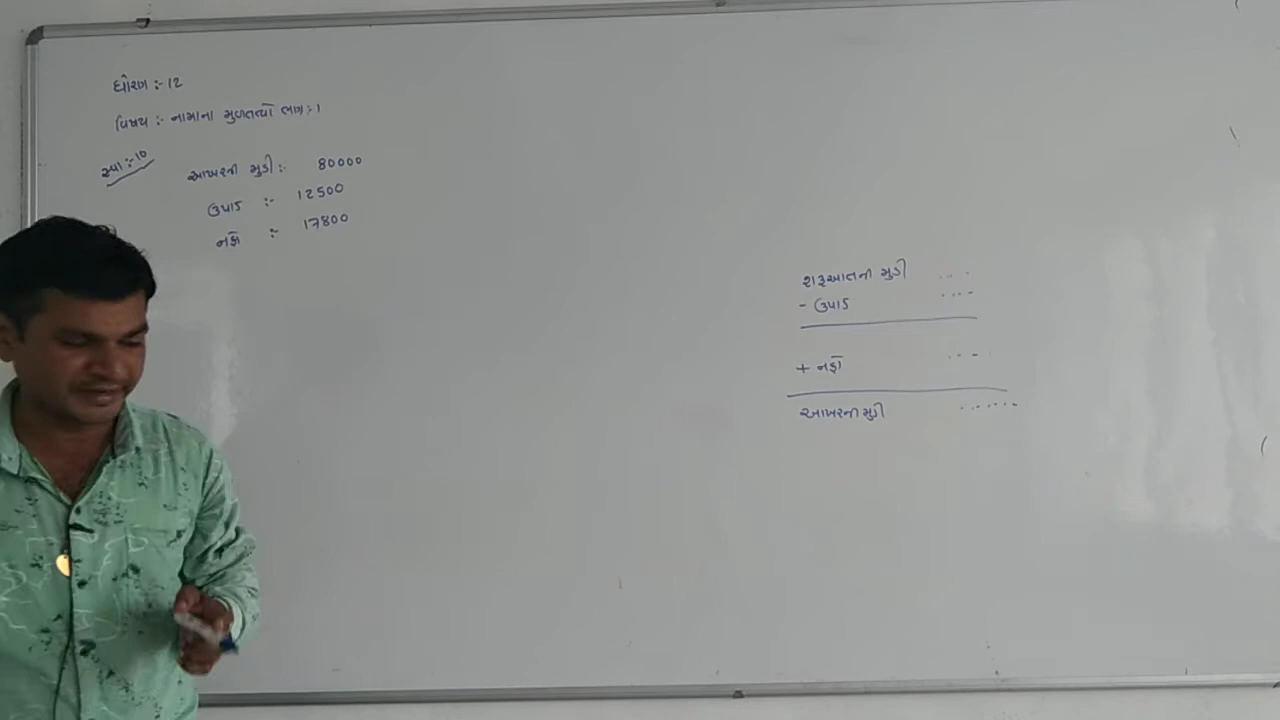 ધોરણ :- 12
વિષય :- નામાના મુળતત્વો ભાગ :- 1
સ્વા :- 10
આખરની મુડી :- 80000
ઉપાડ :- 12500
નફો :- 17800
શરૂઆતની મુડી ....
- ઉપાડ ....
+ નફો ...
આખરની મુડી ......